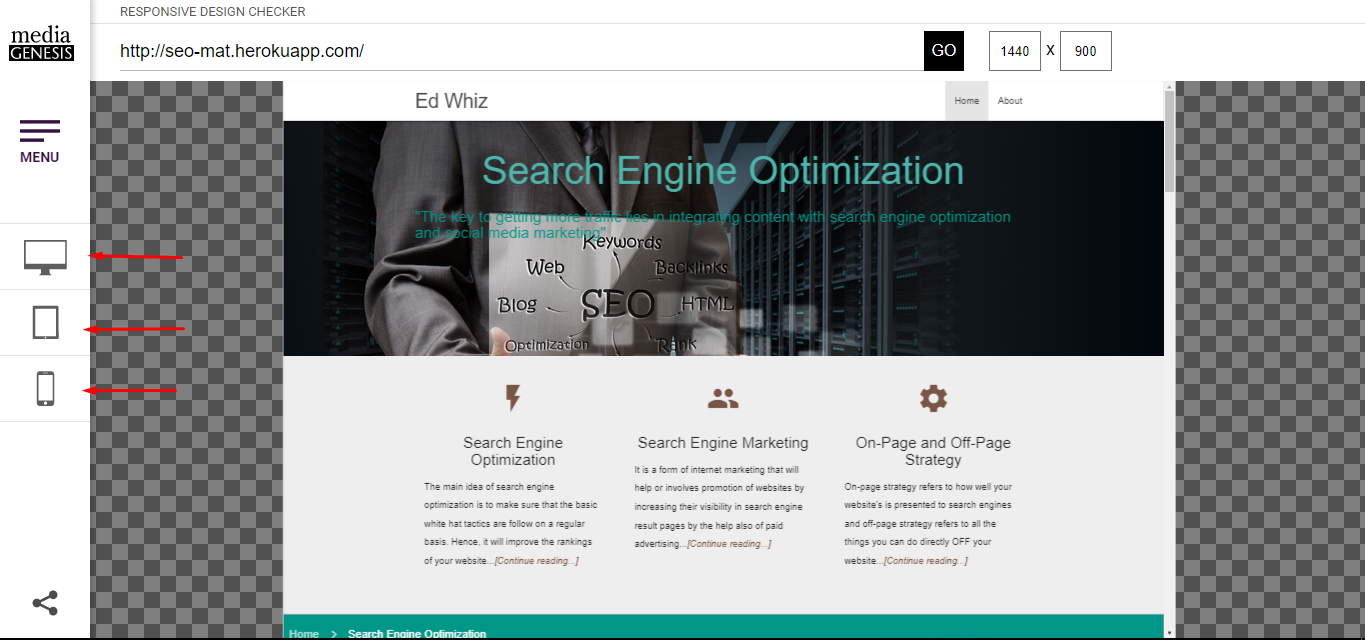 RESPONSIVE DESIGN CHECKER
media
GENESIS
http://seo-mat.herokuapp.com/
GO
1440
X
900
MENU
Ed Whiz
Home
About
Search Engine Optimization
"The key to getting more traffic lies in integrating content with search engine optimization
and social media marketing"
Keywords
Web
Backlinks
Blog
SEO
HTML
Optimization
Rank
Search Engine
Optimization
The main idea of search engine
optimization is to make sure that the basic
white hat tactics are follow on a regular
basis. Hence, it will improve the rankings
of your website...[Continue reading...]
Search Engine Marketing
It is a form of internet marketing that will
help or involves promotion of websites by
increasing their visibility in search engine
result pages by the help also of paid
advertising...[Continue reading...]
On-Page and Off-Page
Strategy
On-page strategy refers to how well your
website's is presented to search engines
and off-page strategy refers to all the
things you can do directly OFF your
website...[Continue reading...]
Home > Search Engine Optimization